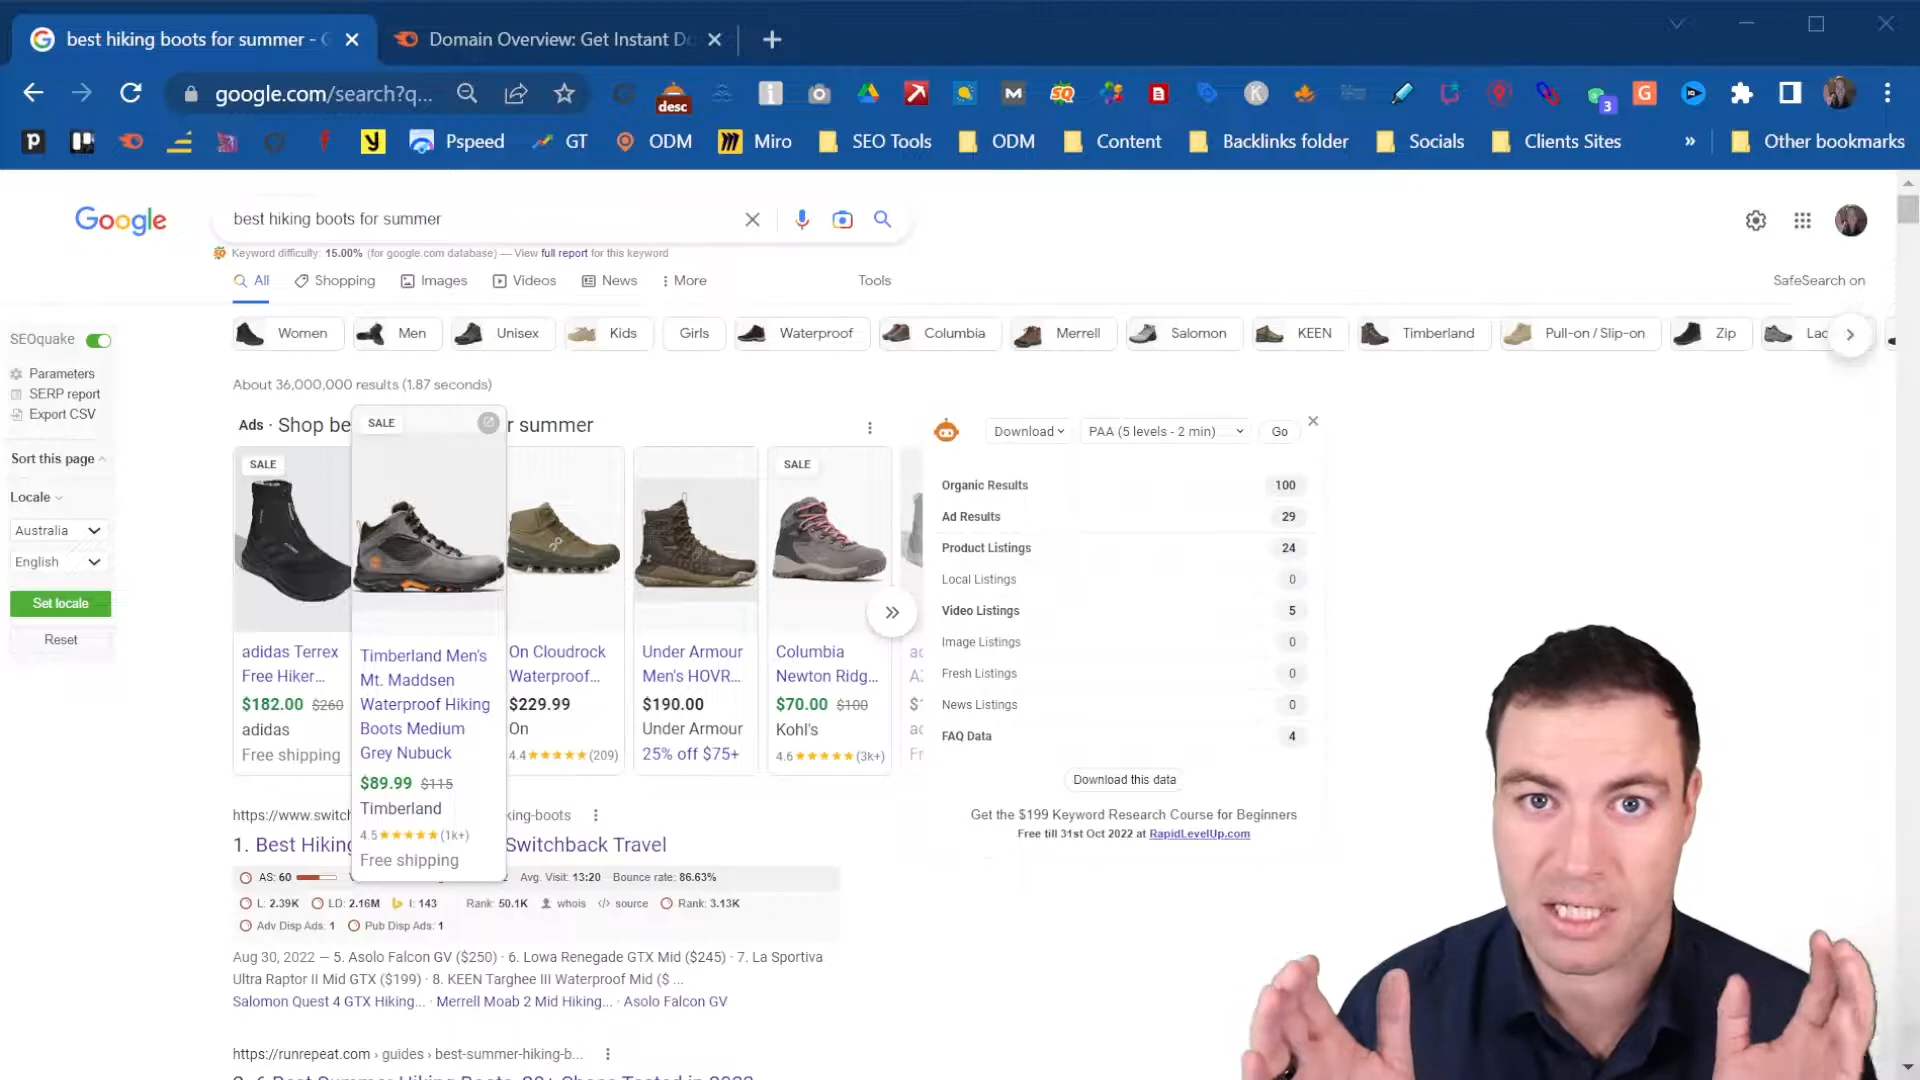 best hiking boots for summer - G
Domain Overview: Get Instant D
google.com/search?q...
desc
3
Pspeed
GT
ODM
Miro
SEO Tools
ODM
Content
Backlinks folder
Socials
Clients Sites
»
Other bookmarks
Google
best hiking boots for summer
Keyword difficulty: 15.00% (for google.com database) — View full report for this keyword
All
Shopping
Images
Videos
News
More
Tools
SafeSearch on
SEOquake
Parameters
SERP report
Export CSV
Sort this page
Locale
Australia
English
Set locale
Reset
Women
Men
Unisex
Kids
Girls
Waterproof
Columbia
Merrell
Salomon
KEEN
Timberland
Pull-on / Slip-on
Zip
Lac
About 36,000,000 results (1.87 seconds)
Ads · Shop be
r summer
SALE
adidas Terrex
Free Hiker...
$182.00 $260
adidas
Free shipping
SALE
Timberland Men's
Mt. Maddsen
Waterproof Hiking
Boots Medium
Grey Nubuck
$89.99 $115
Timberland
4.5★★★★★(1k+)
Free shipping
On Cloudrock
Waterproof...
$229.99
On
4.4★★★★★(209)
Under Armour
Men's HOVR...
$190.00
Under Armour
25% off $75+
SALE
Columbia
Newton Ridg...
$70.00 $100
Kohl's
4.6★★★★★(3k+)
Download
PAA (5 levels - 2 min)
Go
Organic Results 100
Ad Results 29
Product Listings 24
Local Listings 0
Video Listings 5
Image Listings 0
Fresh Listings 0
News Listings 0
FAQ Data 4
Download this data
Get the $199 Keyword Research Course for Beginners
Free till 31st Oct 2022 at RapidLevelUp.com
https://www.switc
king-boots
1. Best Hiking
Switchback Travel
AS: 60
Avg. Visit: 13:20 Bounce rate: 86.63%
L: 2.39K LD: 2.16M I: 143 Rank: 50.1K whois </> source Rank: 3.13K
Adv Disp Ads: 1 Pub Disp Ads: 1
Aug 30, 2022 — 5. Asolo Falcon GV ($250) · 6. Lowa Renegade GTX Mid ($245) · 7. La Sportiva
Ultra Raptor II Mid GTX ($199) · 8. KEEN Targhee III Waterproof Mid ($ ...
Salomon Quest 4 GTX Hiking... · Merrell Moab 2 Mid Hiking... · Asolo Falcon GV
https://runrepeat.com › guides › best-summer-hiking-b...